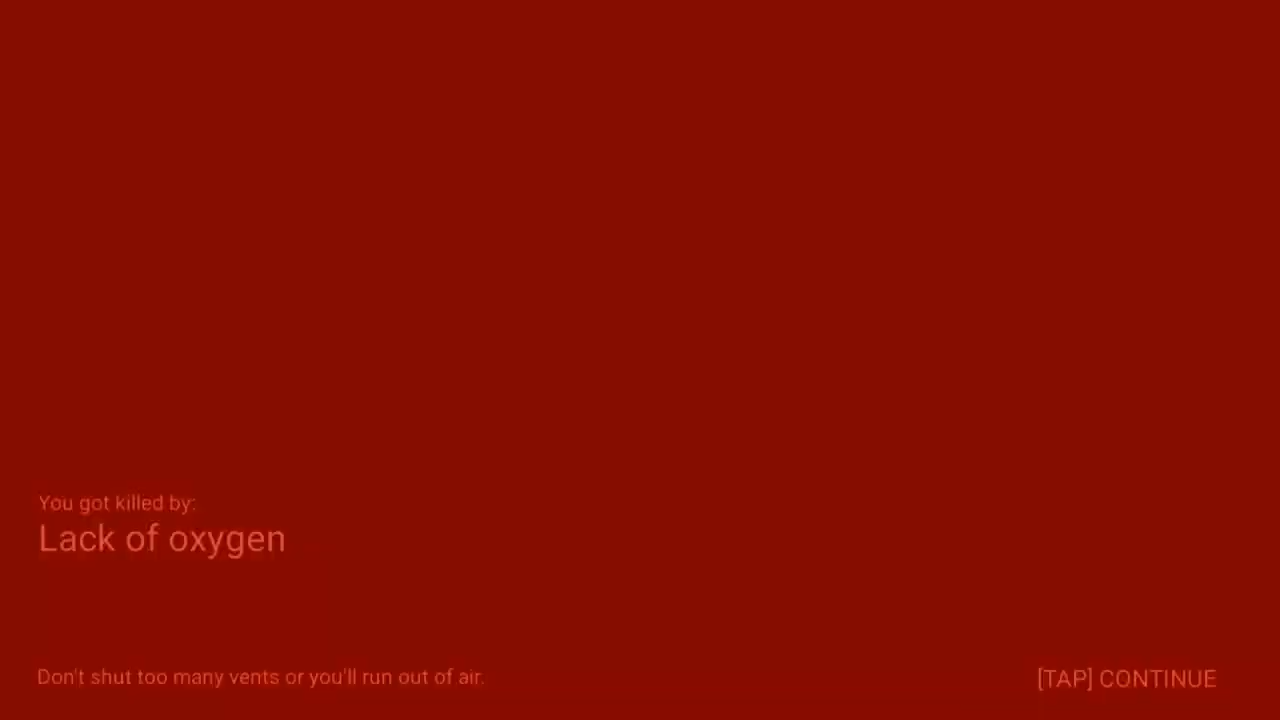 You got killed by:
Lack of oxygen
Don't shut too many vents or you'll run out of air.
[TAP] CONTINUE